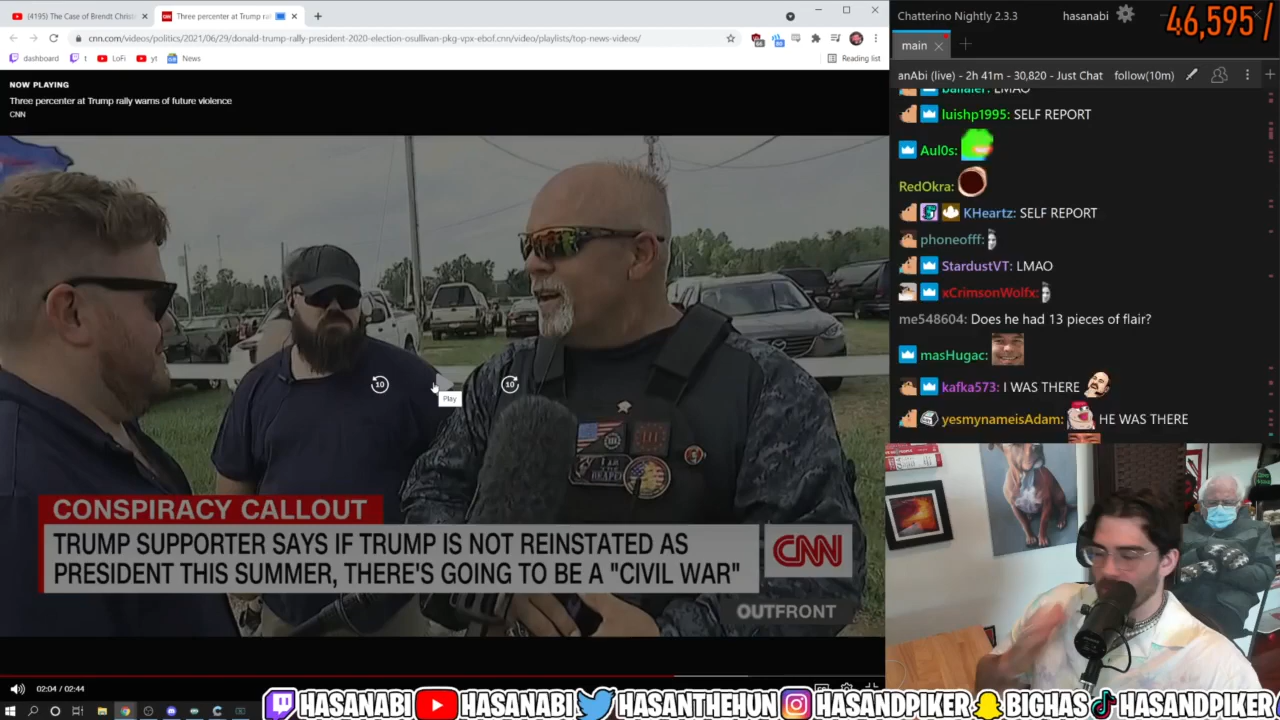 (4195) The Case of Brendt Christ
Three percenter at Trump ra
cnn.com/videos/politics/2021/06/29/donald-trump-rally-president-2020-election-osullivan-pkg-vpx-ebof.cnn/video/playlists/top-news-videos/
dashboard
t
LoFi
yt
News
Reading list
NOW PLAYING
Three percenter at Trump rally warns of future violence
CNN
10
10
Play
CONSPIRACY CALLOUT
TRUMP SUPPORTER SAYS IF TRUMP IS NOT REINSTATED AS
PRESIDENT THIS SUMMER, THERE'S GOING TO BE A "CIVIL WAR"
CNN
OUTFRONT
02:04 / 02:44
Chatterino Nightly 2.3.3
hasanabi
46,595 /
main
anAbi (live) - 2h 41m - 30,820 - Just Chat
follow(10m)
luishp1995: SELF REPORT
Aul0s:
RedOkra:
KHeartz: SELF REPORT
phoneofff:
StardustVT: LMAO
xCrimsonWolfx:
me548604: Does he had 13 pieces of flair?
masHugac:
kafka573: I WAS THERE
yesmynameisAdam: HE WAS THERE
HASANABI
HASANABI
HASANTHEHUN
HASANDPIKER
BIGHAS
HASANDPIKER